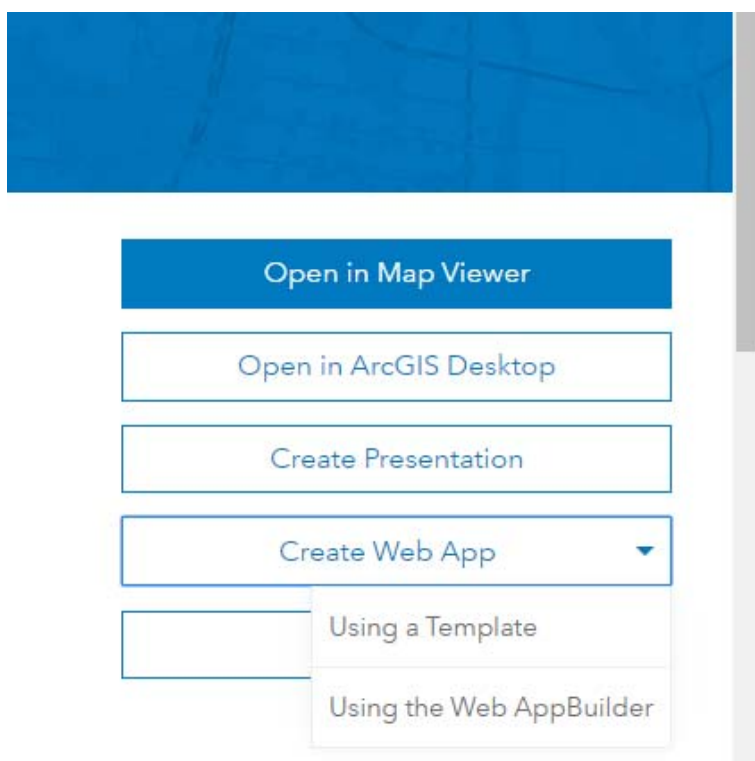 Open in Map Viewer
Open in ArcGIS Desktop
Create Presentation
Create Web App
Using a Template
Using the Web AppBuilder